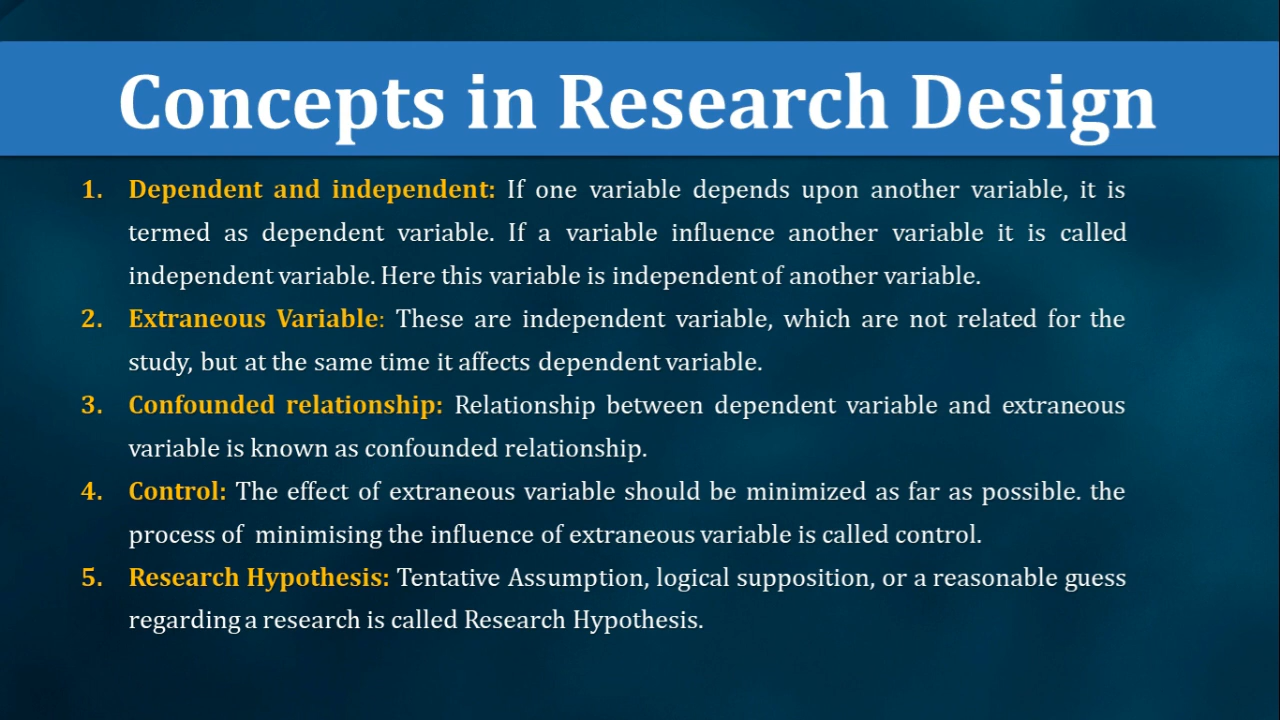 Concepts in Research Design
1. Dependent and independent: If one variable depends upon another variable, it is
termed as dependent variable. If a variable influence another variable it is called
independent variable. Here this variable is independent of another variable.
2. Extraneous Variable: These are independent variable, which are not related for the
study, but at the same time it affects dependent variable.
3. Confounded relationship: Relationship between dependent variable and extraneous
variable is known as confounded relationship.
4. Control: The effect of extraneous variable should be minimized as far as possible. the
process of minimising the influence of extraneous variable is called control.
5. Research Hypothesis: Tentative Assumption, logical supposition, or a reasonable guess
regarding a research is called Research Hypothesis.